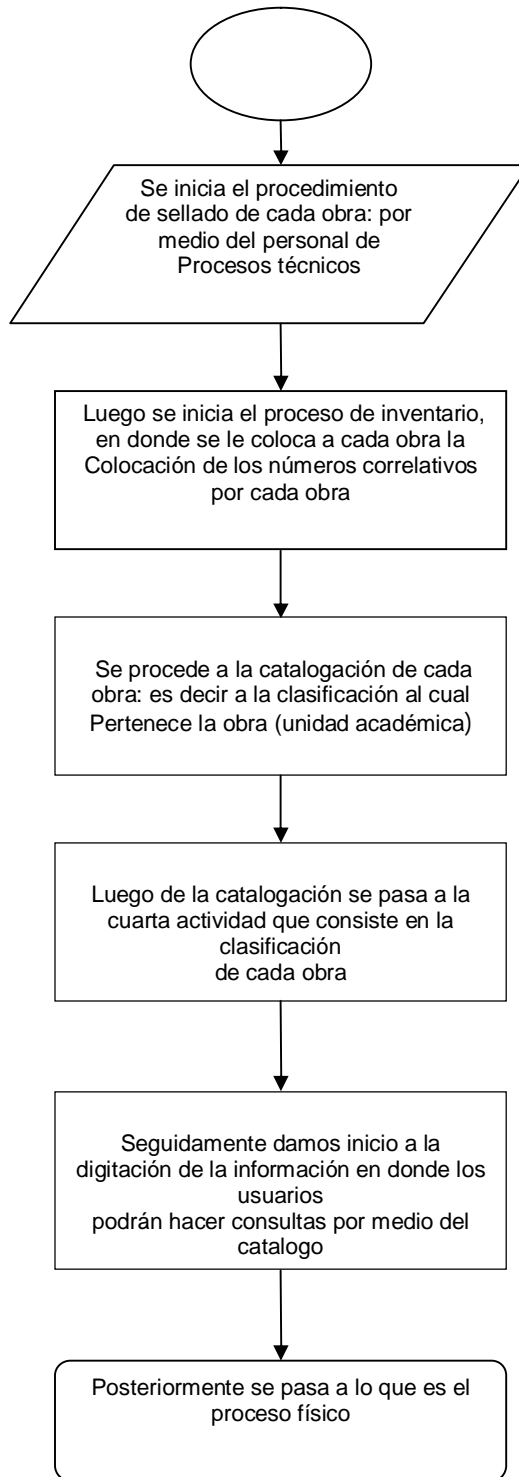 Se inicia el procedimiento
de sellado de cada obra: por
medio del personal de
Procesos técnicos
Luego se inicia el proceso de inventario,
en donde se le coloca a cada obra la
Colocación de los números correlativos
por cada obra
Se procede a la catalogación de cada
obra: es decir a la clasificación al cual
Pertenece la obra (unidad académica)
Luego de la catalogación se pasa a la
cuarta actividad que consiste en la
clasificación
de cada obra
Seguidamente damos inicio a la
digitación de la información en donde los
usuarios
podrán hacer consultas por medio del
catalogo
Posteriormente se pasa a lo que es el
proceso físico